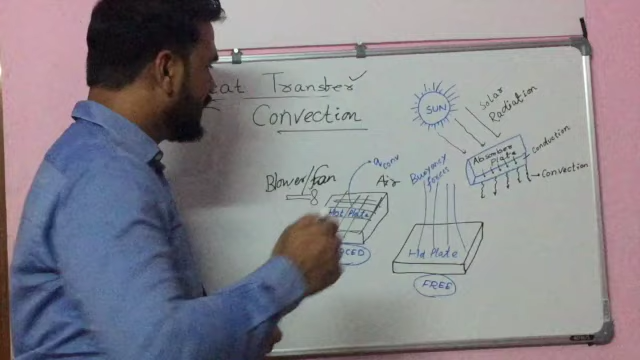 eat Transfer
Convection
SUN
Solar
Radiation
Absorber
Plate
conduction
Convection
Blower/fan
Qconv
Air
Buoyancy
forces
Hot Plate
CED
Hot Plate
FREE